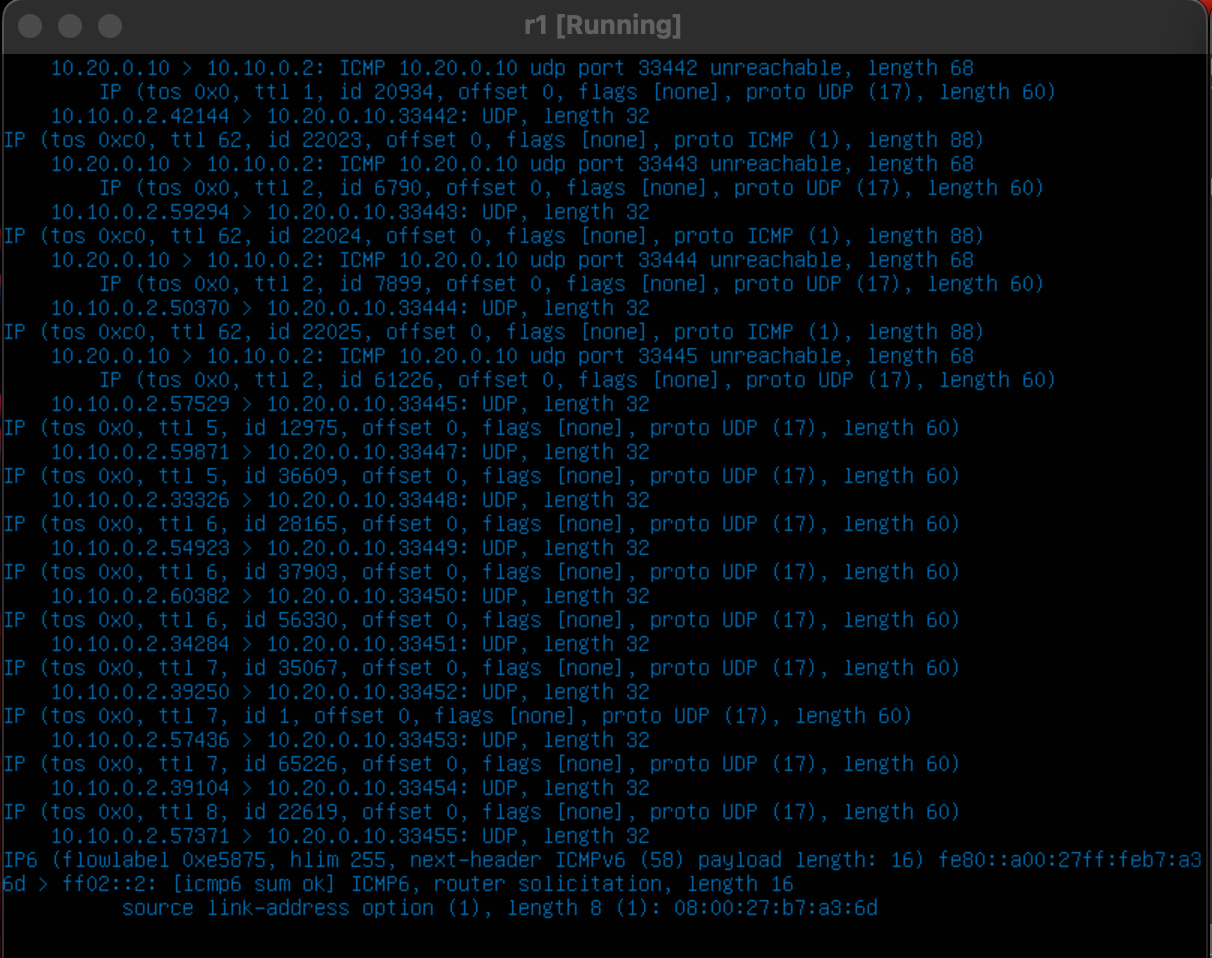 r1 [Running]
10.20.0.10 > 10.10.0.2: ICMP 10.20.0.10 udp port 33442 unreachable, length 68
IP (tos 0x0, ttl 1, id 20934, offset 0, flags [none], proto UDP (17), length 60)
10.10.0.2.42144 > 10.20.0.10.33442: UDP, length 32
IP (tos 0xc0, ttl 62, id 22023, offset 0, flags [none], proto ICMP (1), length 88)
10.20.0.10 > 10.10.0.2: ICMP 10.20.0.10 udp port 33443 unreachable, length 68
IP (tos 0x0, ttl 2, id 6790, offset 0, flags [none], proto UDP (17), length 60)
10.10.0.2.59294 > 10.20.0.10.33443: UDP, length 32
IP (tos 0xc0, ttl 62, id 22024, offset 0, flags [none], proto ICMP (1), length 88)
10.20.0.10 > 10.10.0.2: ICMP 10.20.0.10 udp port 33444 unreachable, length 68
IP (tos 0x0, ttl 2, id 7899, offset 0, flags [none], proto UDP (17), length 60)
10.10.0.2.50370 > 10.20.0.10.33444: UDP, length 32
IP (tos 0xc0, ttl 62, id 22025, offset 0, flags [none], proto ICMP (1), length 88)
10.20.0.10 > 10.10.0.2: ICMP 10.20.0.10 udp port 33445 unreachable, length 68
IP (tos 0x0, ttl 2, id 61226, offset 0, flags [none], proto UDP (17), length 60)
10.10.0.2.57529 > 10.20.0.10.33445: UDP, length 32
IP (tos 0x0, ttl 5, id 12975, offset 0, flags [none], proto UDP (17), length 60)
10.10.0.2.59871 > 10.20.0.10.33447: UDP, length 32
IP (tos 0x0, ttl 5, id 36609, offset 0, flags [none], proto UDP (17), length 60)
10.10.0.2.33326 > 10.20.0.10.33448: UDP, length 32
IP (tos 0x0, ttl 6, id 28165, offset 0, flags [none], proto UDP (17), length 60)
10.10.0.2.54923 > 10.20.0.10.33449: UDP, length 32
IP (tos 0x0, ttl 6, id 37903, offset 0, flags [none], proto UDP (17), length 60)
10.10.0.2.60382 > 10.20.0.10.33450: UDP, length 32
IP (tos 0x0, ttl 6, id 56330, offset 0, flags [none], proto UDP (17), length 60)
10.10.0.2.34284 > 10.20.0.10.33451: UDP, length 32
IP (tos 0x0, ttl 7, id 35067, offset 0, flags [none], proto UDP (17), length 60)
10.10.0.2.39250 > 10.20.0.10.33452: UDP, length 32
IP (tos 0x0, ttl 7, id 1, offset 0, flags [none], proto UDP (17), length 60)
10.10.0.2.57436 > 10.20.0.10.33453: UDP, length 32
IP (tos 0x0, ttl 7, id 65226, offset 0, flags [none], proto UDP (17), length 60)
10.10.0.2.39104 > 10.20.0.10.33454: UDP, length 32
IP (tos 0x0, ttl 8, id 22619, offset 0, flags [none], proto UDP (17), length 60)
10.10.0.2.57371 > 10.20.0.10.33455: UDP, length 32
IP6 (flowlabel 0xe5875, hlim 255, next-header ICMPv6 (58) payload length: 16) fe80::a00:27ff:feb7:a3
6d > ff02::2: [icmp6 sum ok] ICMP6, router solicitation, length 16
source link-address option (1), length 8 (1): 08:00:27:b7:a3:6d